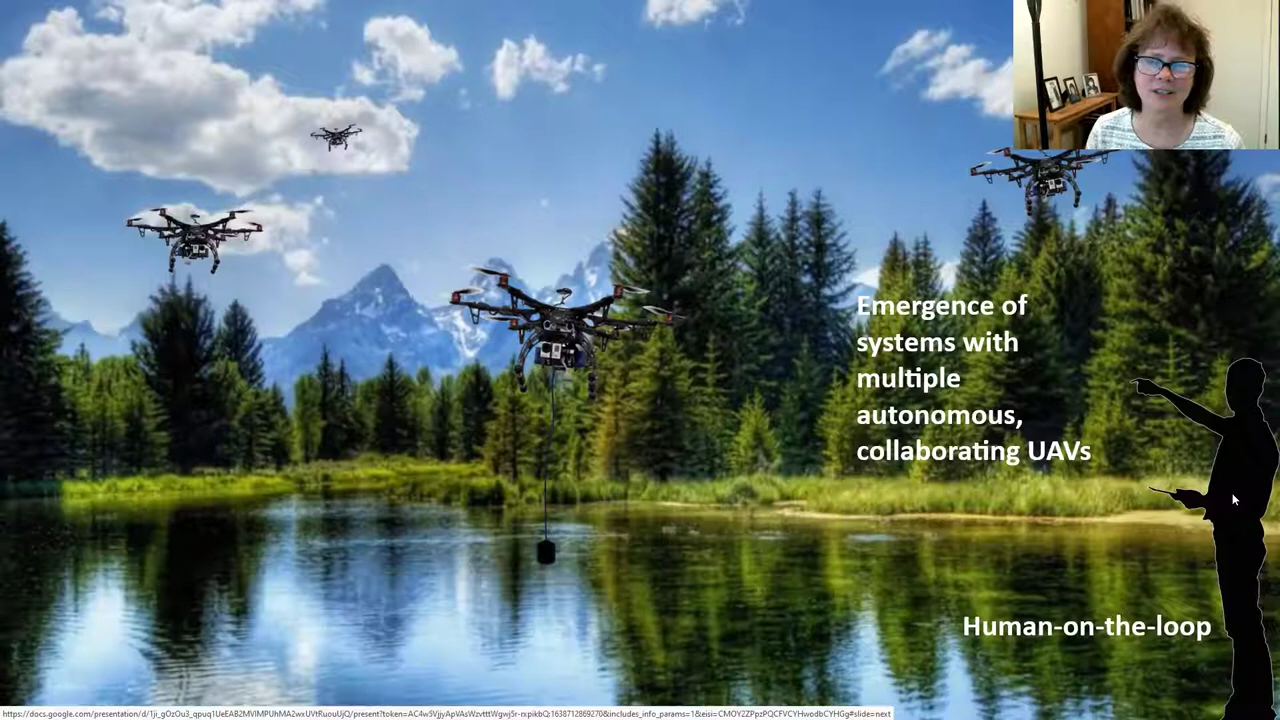 Emergence of
systems with
multiple
autonomous,
collaborating UAVs
Human-on-the-loop